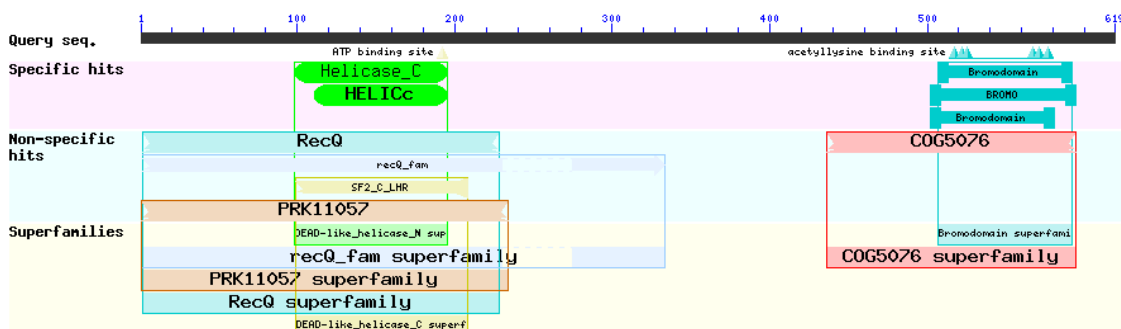 1 100 200 300 400 500 619
Query seq.
ATP binding site acetyllysine binding site
Specific hits Helicase_C Bromodomain
HELICc BROMO
Bromodomain
Non-specific hits RecQ COG5076
recQ_fam
SF2_C_LHR
PRK11057
Superfamilies DEAD-like_helicase_N sup Bromodomain superfami
recQ_fam superfamily COG5076 superfamily
PRK11057 superfamily
RecQ superfamily
DEAD-like_helicase_C superf